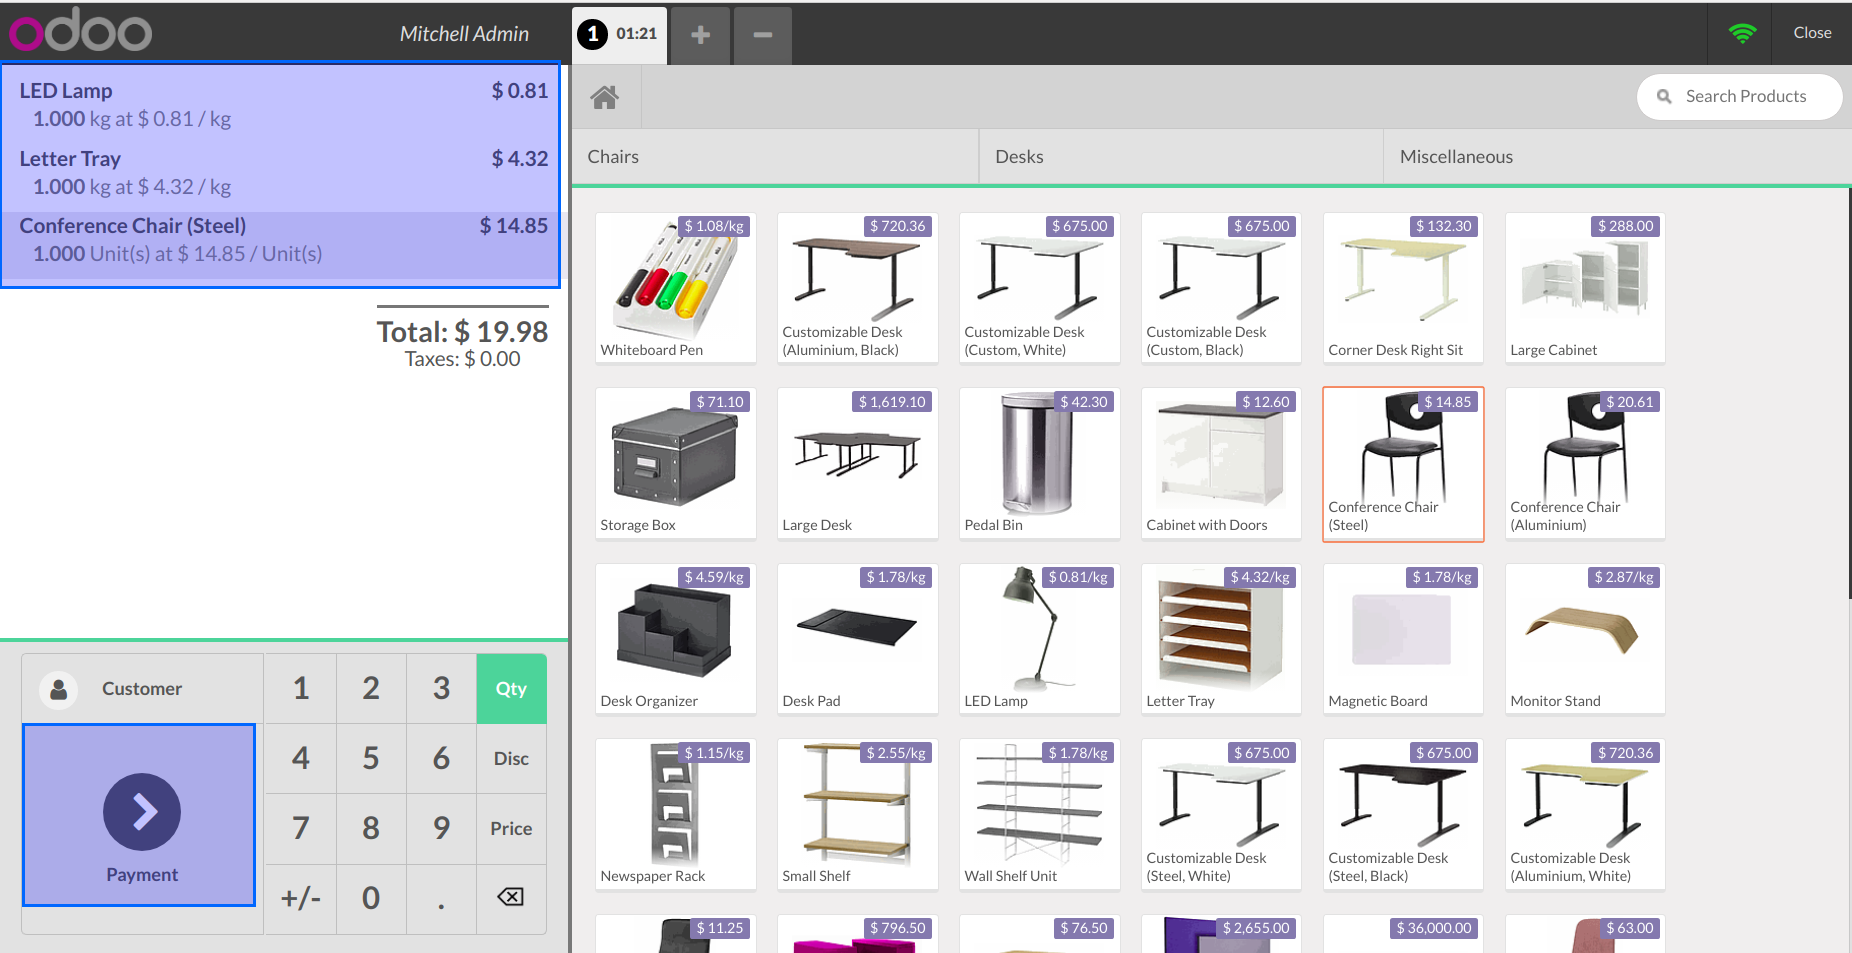 odoo
Mitchell Admin
1 01:21
Close
LED Lamp $ 0.81
1.000 kg at $ 0.81 / kg
Letter Tray $ 4.32
1.000 kg at $ 4.32 / kg
Conference Chair (Steel) $ 14.85
1.000 Unit(s) at $ 14.85 / Unit(s)
Total: $ 19.98
Taxes: $ 0.00
Customer
Payment
1 2 3 Qty
4 5 6 Disc
7 8 9 Price
+/- 0 .
Search Products
Chairs Desks Miscellaneous
$ 1.08/kg $ 720.36 $ 675.00 $ 675.00 $ 132.30 $ 288.00
Whiteboard Pen
Customizable Desk
(Aluminium, Black)
Customizable Desk
(Custom, White)
Customizable Desk
(Custom, Black)
Corner Desk Right Sit
Large Cabinet
$ 71.10 $ 1,619.10 $ 42.30 $ 12.60 $ 14.85 $ 20.61
Storage Box
Large Desk
Pedal Bin
Cabinet with Doors
Conference Chair
(Steel)
Conference Chair
(Aluminium)
$ 4.59/kg $ 1.78/kg $ 0.81/kg $ 4.32/kg $ 1.78/kg $ 2.87/kg
Desk Organizer
Desk Pad
LED Lamp
Letter Tray
Magnetic Board
Monitor Stand
$ 1.15/kg $ 2.55/kg $ 1.78/kg $ 675.00 $ 675.00 $ 720.36
Newspaper Rack
Small Shelf
Wall Shelf Unit
Customizable Desk
(Steel, White)
Customizable Desk
(Steel, Black)
Customizable Desk
(Aluminium, White)
$ 11.25 $ 796.50 $ 76.50 $ 2,655.00 $ 36,000.00 $ 63.00